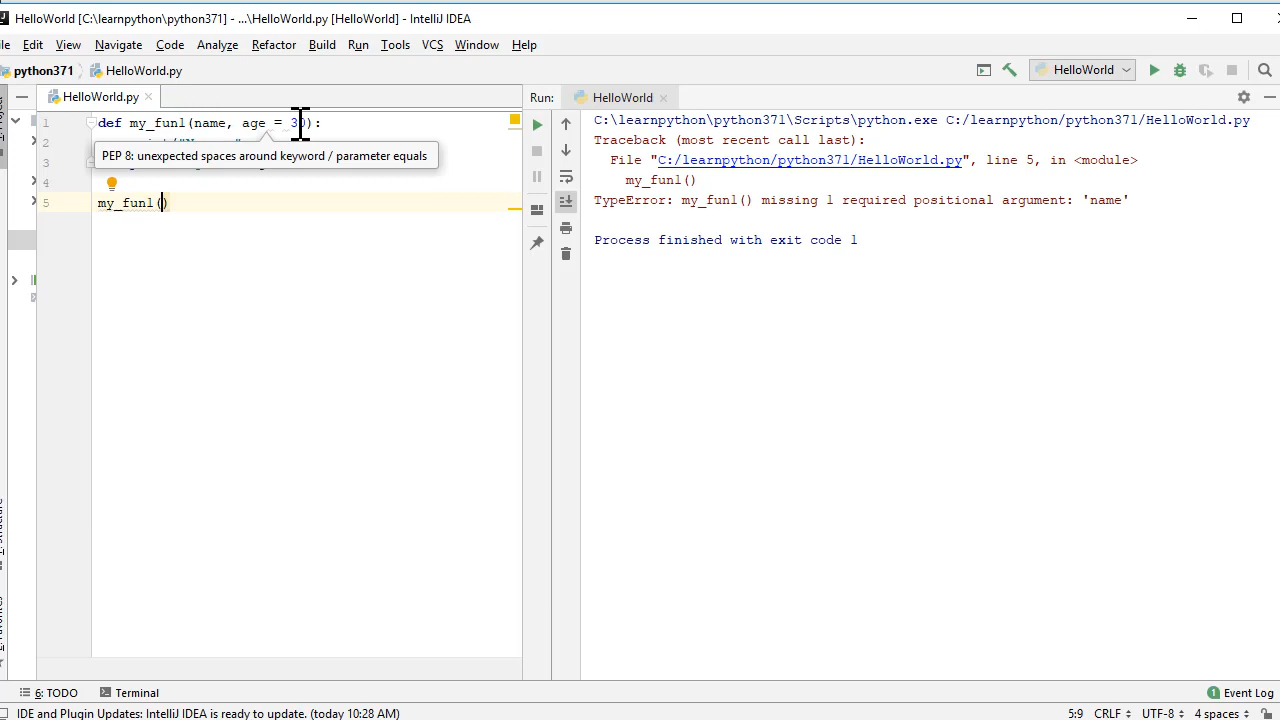 HelloWorld [C:\learnpython\python371] - ...\HelloWorld.py [HelloWorld] - IntelliJ IDEA
Edit View Navigate Code Analyze Refactor Build Run Tools VCS Window Help
python371 HelloWorld.py HelloWorld
HelloWorld.py
Run: HelloWorld
1 def my_fun1(name, age = 30):
2
PEP 8: unexpected spaces around keyword / parameter equals
3
4
5 my_fun1()
C:\learnpython\python371\Scripts\python.exe C:/learnpython/python371/HelloWorld.py
Traceback (most recent call last):
File "C:/learnpython/python371/HelloWorld.py", line 5, in <module>
my_fun1()
TypeError: my_fun1() missing 1 required positional argument: 'name'
Process finished with exit code 1
6: TODO Terminal 1 Event Log
IDE and Plugin Updates: IntelliJ IDEA is ready to update. (today 10:28 AM) 5:9 CRLF UTF-8 4 spaces